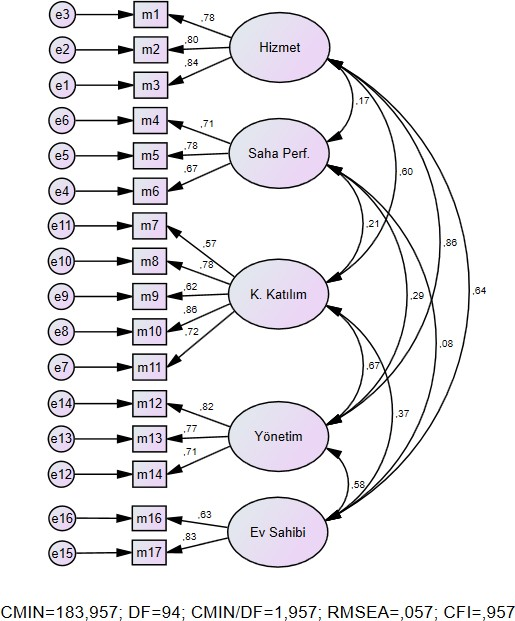 e3 m1 ,78
e2 m2 ,80 Hizmet
e1 m3 ,84
,17
e6 m4 ,71
e5 m5 ,78 Saha Perf.
e4 m6 ,67 ,60
e11 m7 ,21
,57 ,86
e10 m8 ,78
e9 m9 ,62 K. Katılım ,29 ,64
e8 m10 ,86
e7 m11 ,72 ,08
,67
e14 m12 ,82 ,37
e13 m13 ,77 Yönetim
e12 m14 ,71
,58
e16 m16 ,63
Ev Sahibi
e15 m17 ,83
CMIN=183,957; DF=94; CMIN/DF=1,957; RMSEA=,057; CFI=,957